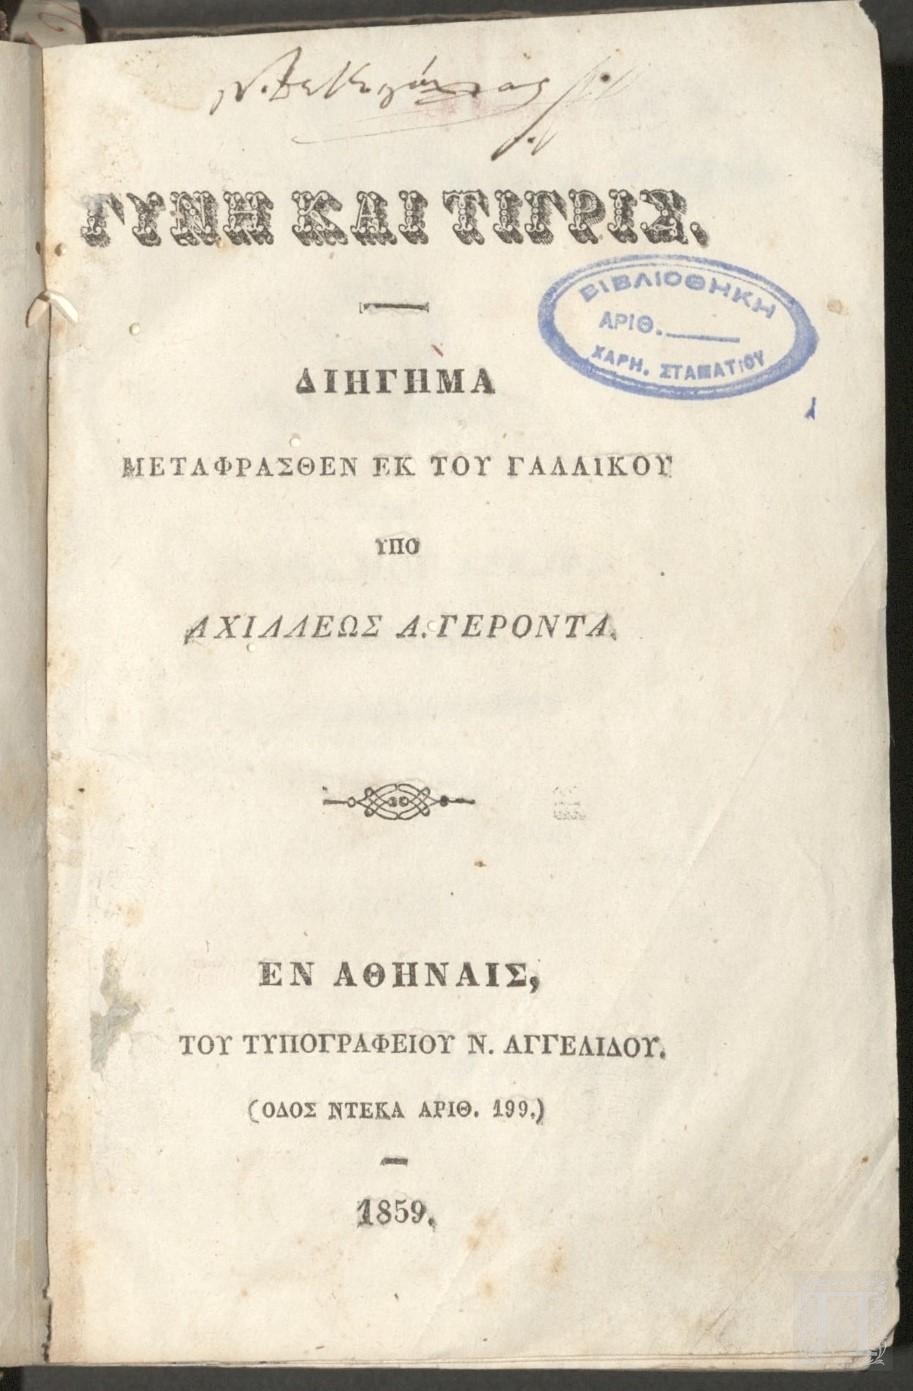 ΓΥΝΗ ΚΑΙ ΤΙΓΡΙΣ.
ΒΙΒΛΙΟΘΗΚΗ
ΑΡΙΘ.
ΧΑΡΗ. ΣΤΑΜΑΤΙΟΥ
ΔΙΗΓΗΜΑ
ΜΕΤΑΦΡΑΣΘΕΝ ΕΚ ΤΟΥ ΓΑΛΛΙΚΟΥ
ΥΠΟ
ΑΧΙΛΛΕΩΣ Α. ΓΕΡΟΝΤΑ.
ΕΝ ΑΘΗΝΑΙΣ,
ΤΟΥ ΤΥΠΟΓΡΑΦΕΙΟΥ Ν. ΑΓΓΕΛΙΔΟΥ.
(ΟΔΟΣ ΝΤΕΚΑ ΑΡΙΘ. 199.)
1859.